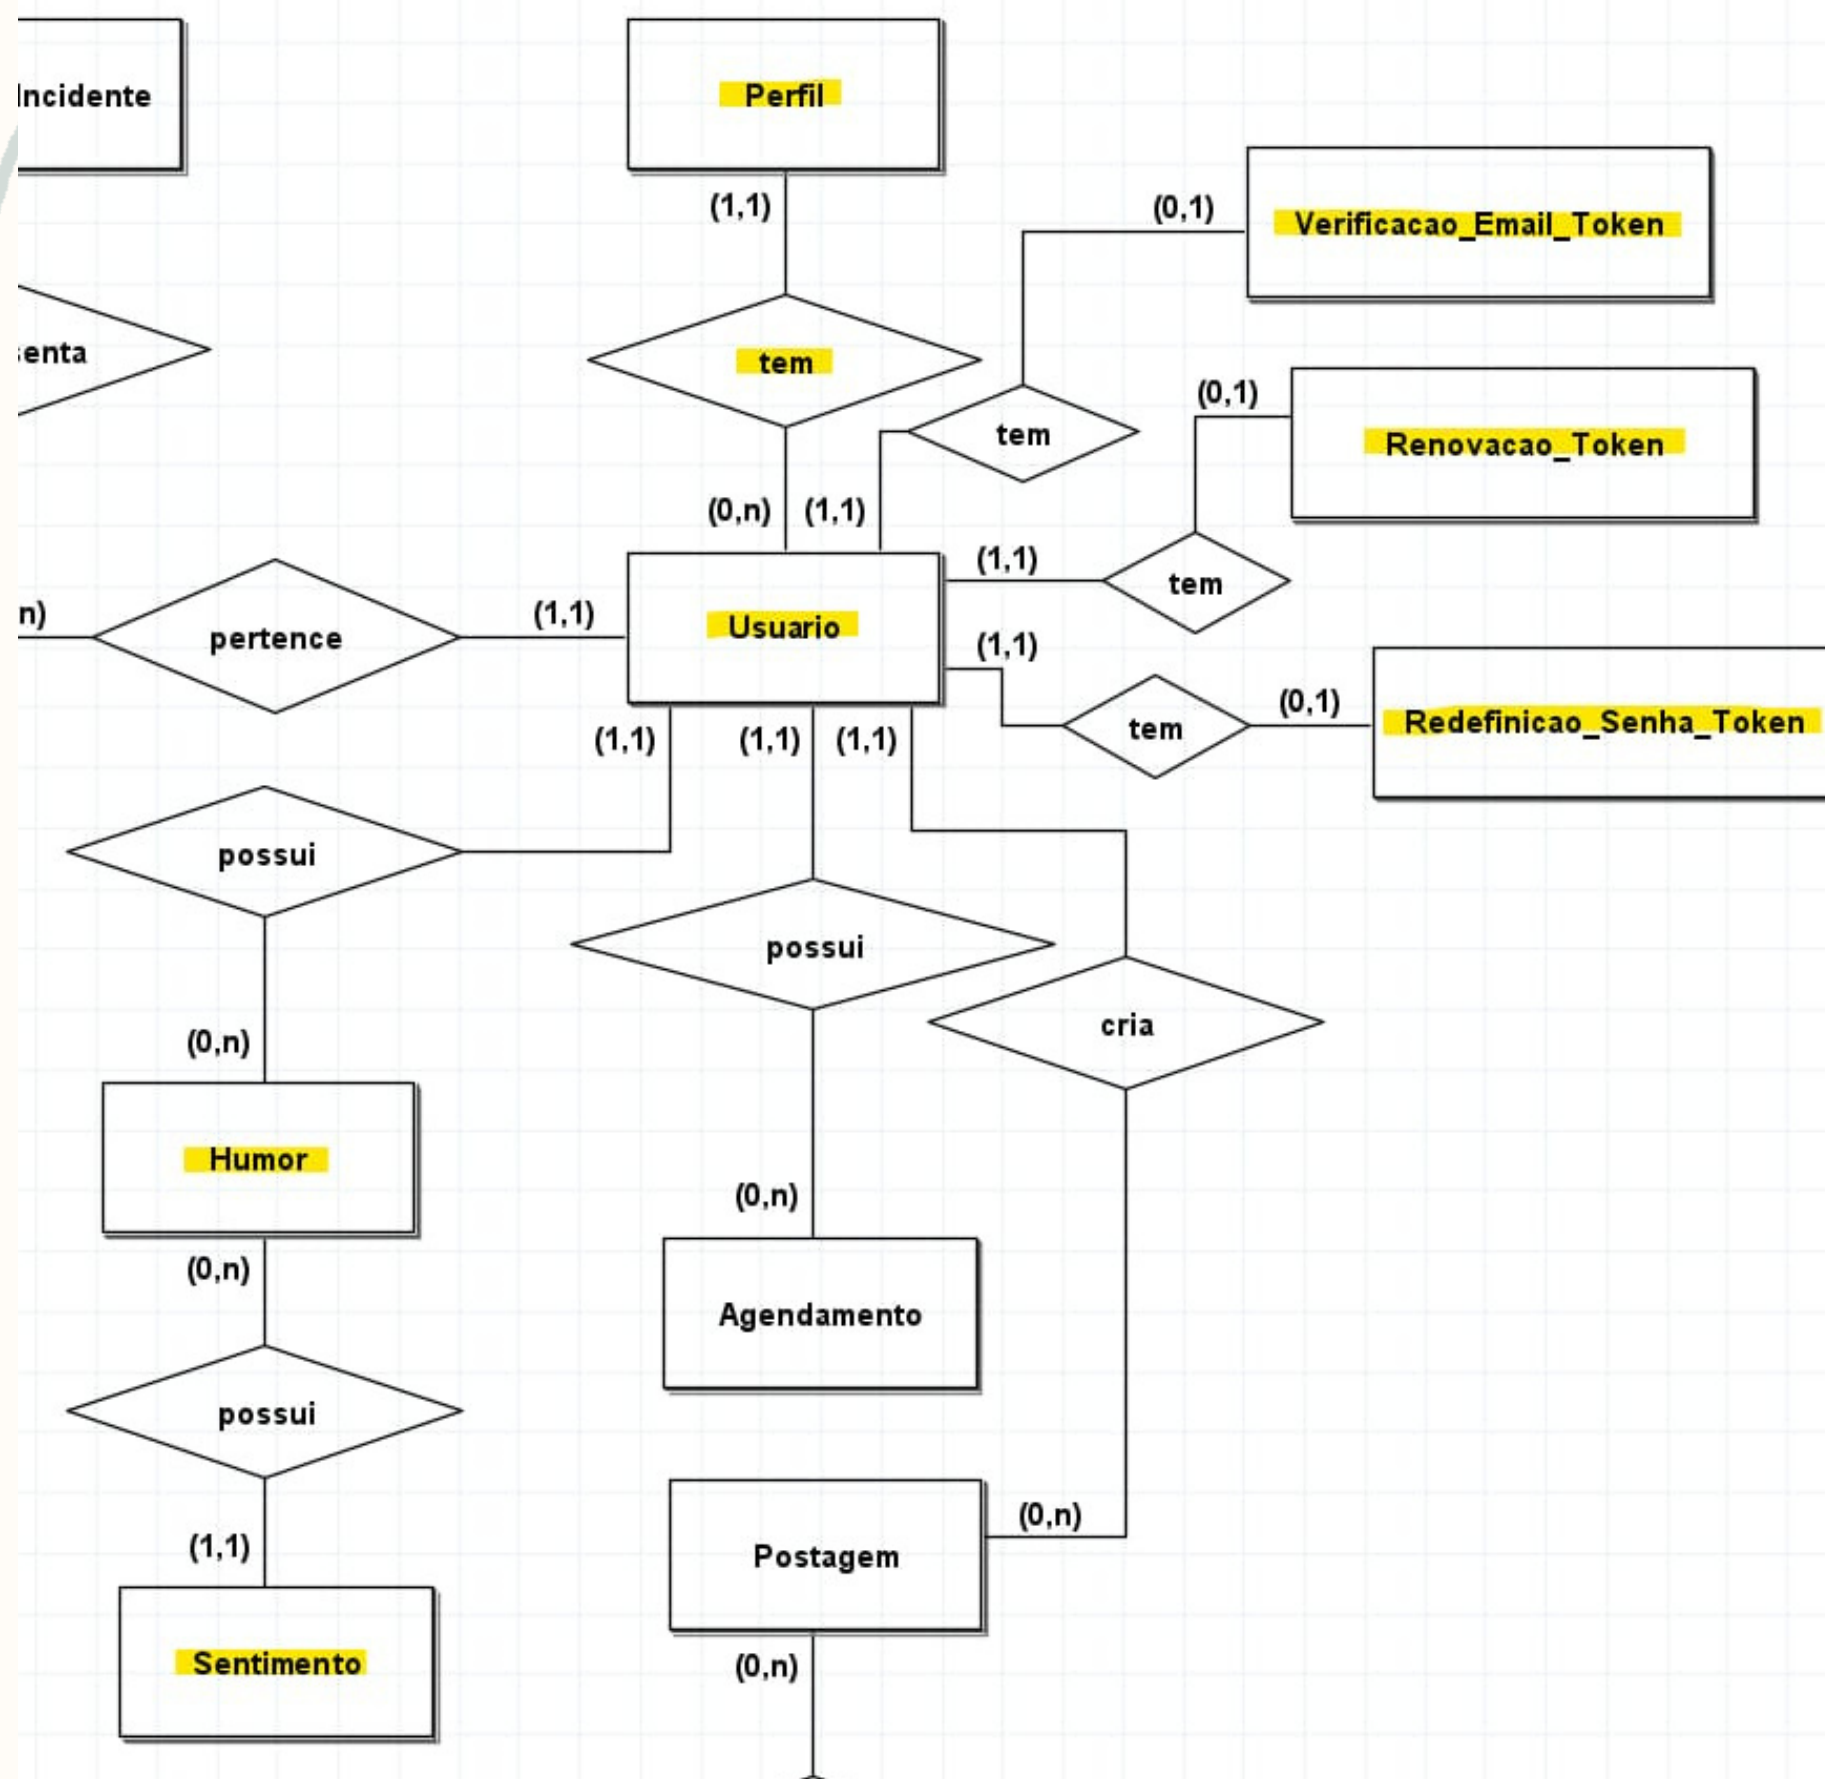 Incidente
Perfil
(1,1)
(0,1)
Verificacao_Email_Token
senta
tem
(0,1)
tem
Renovacao_Token
(0,n)
(1,1)
(1,1)
tem
n)
pertence
(1,1)
Usuario
(1,1)
tem
(0,1)
Redefinicao_Senha_Token
(1,1)
(1,1)
(1,1)
possui
possui
cria
(0,n)
Humor
(0,n)
(0,n)
Agendamento
possui
(0,n)
(1,1)
Postagem
Sentimento
(0,n)